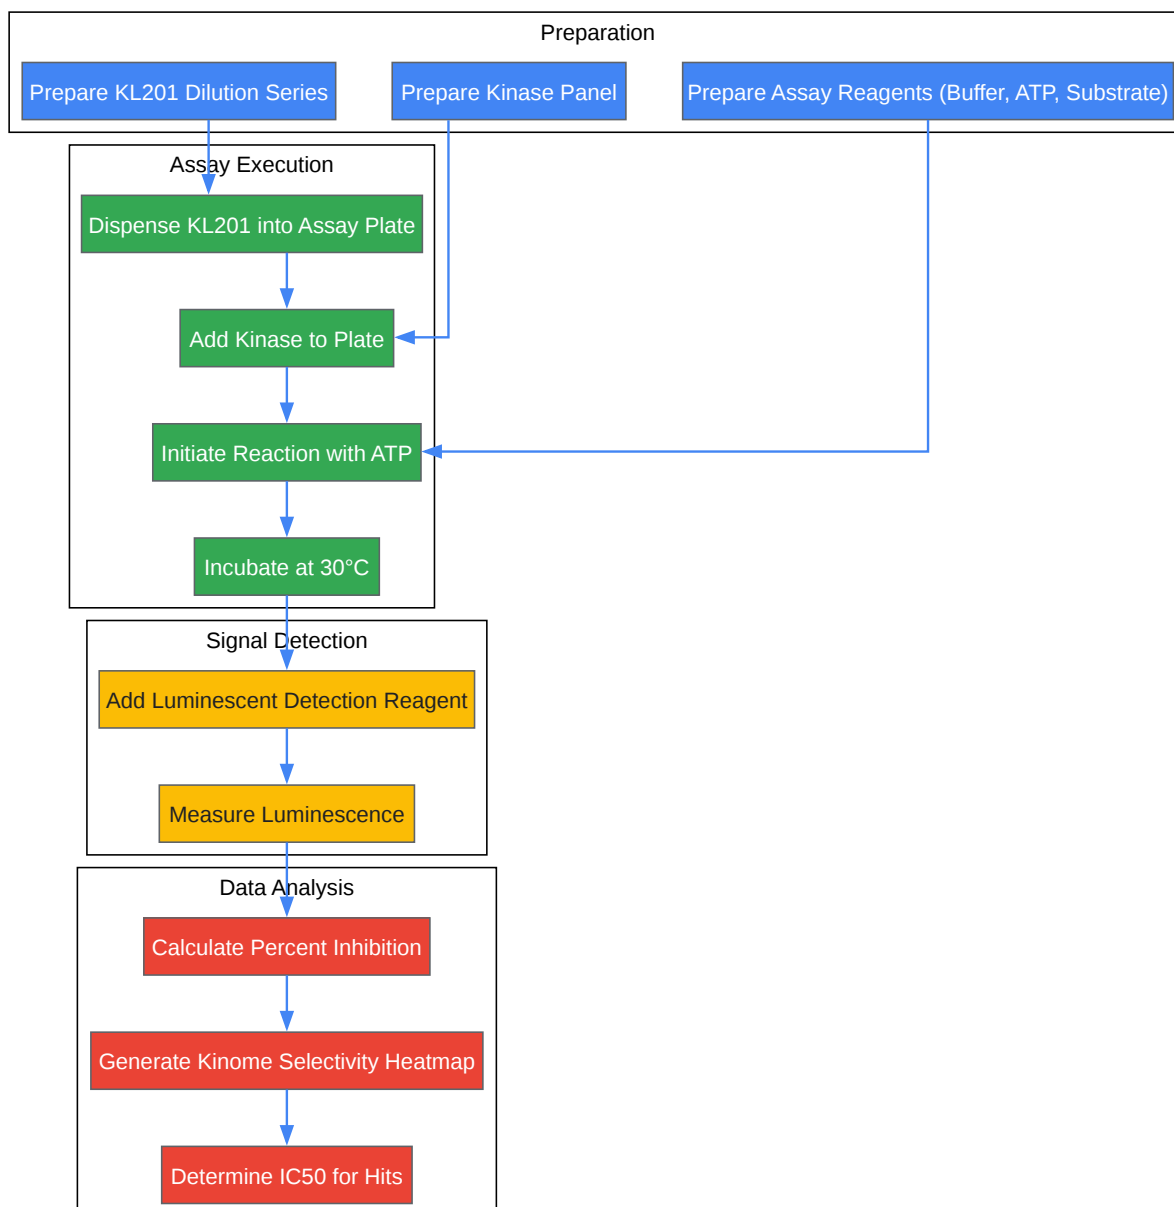 Preparation
Prepare KL201 Dilution Series
Prepare Kinase Panel
Prepare Assay Reagents (Buffer, ATP, Substrate)
Assay Execution
Dispense KL201 into Assay Plate
Add Kinase to Plate
Initiate Reaction with ATP
Incubate at 30°C
Signal Detection
Add Luminescent Detection Reagent
Measure Luminescence
Data Analysis
Calculate Percent Inhibition
Generate Kinome Selectivity Heatmap
Determine IC50 for Hits